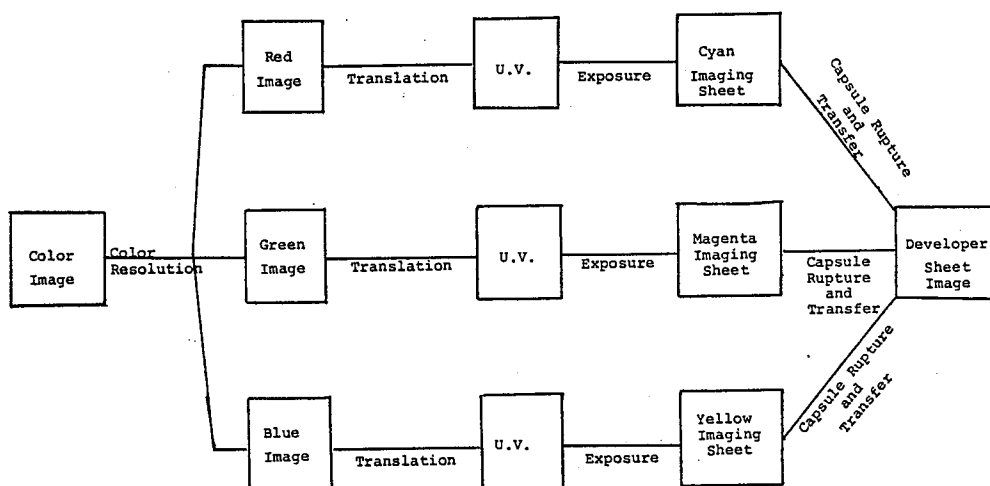 Color
Image
Color
Resolution
Red
Image
Translation
U.V.
Exposure
Cyan
Imaging
Sheet
Capsule Rupture
and
Transfer
Green
Image
Translation
U.V.
Exposure
Magenta
Imaging
Sheet
Capsule
Rupture
and
Transfer
Blue
Image
Translation
U.V.
Exposure
Yellow
Imaging
Sheet
Capsule Rupture
and
Transfer
Developer
Sheet
Image